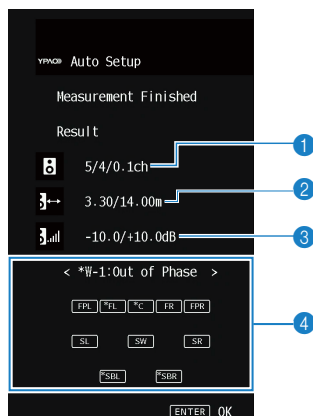 YPAO Auto Setup
Measurement Finished
Result
5/4/0.1ch
1
3.30/14.00m
2
-10.0/+10.0dB
3
< *W-1:Out of Phase >
FPL *FL *C FR FPR
4
SL SW SR
*SBL *SBR
ENTER OK